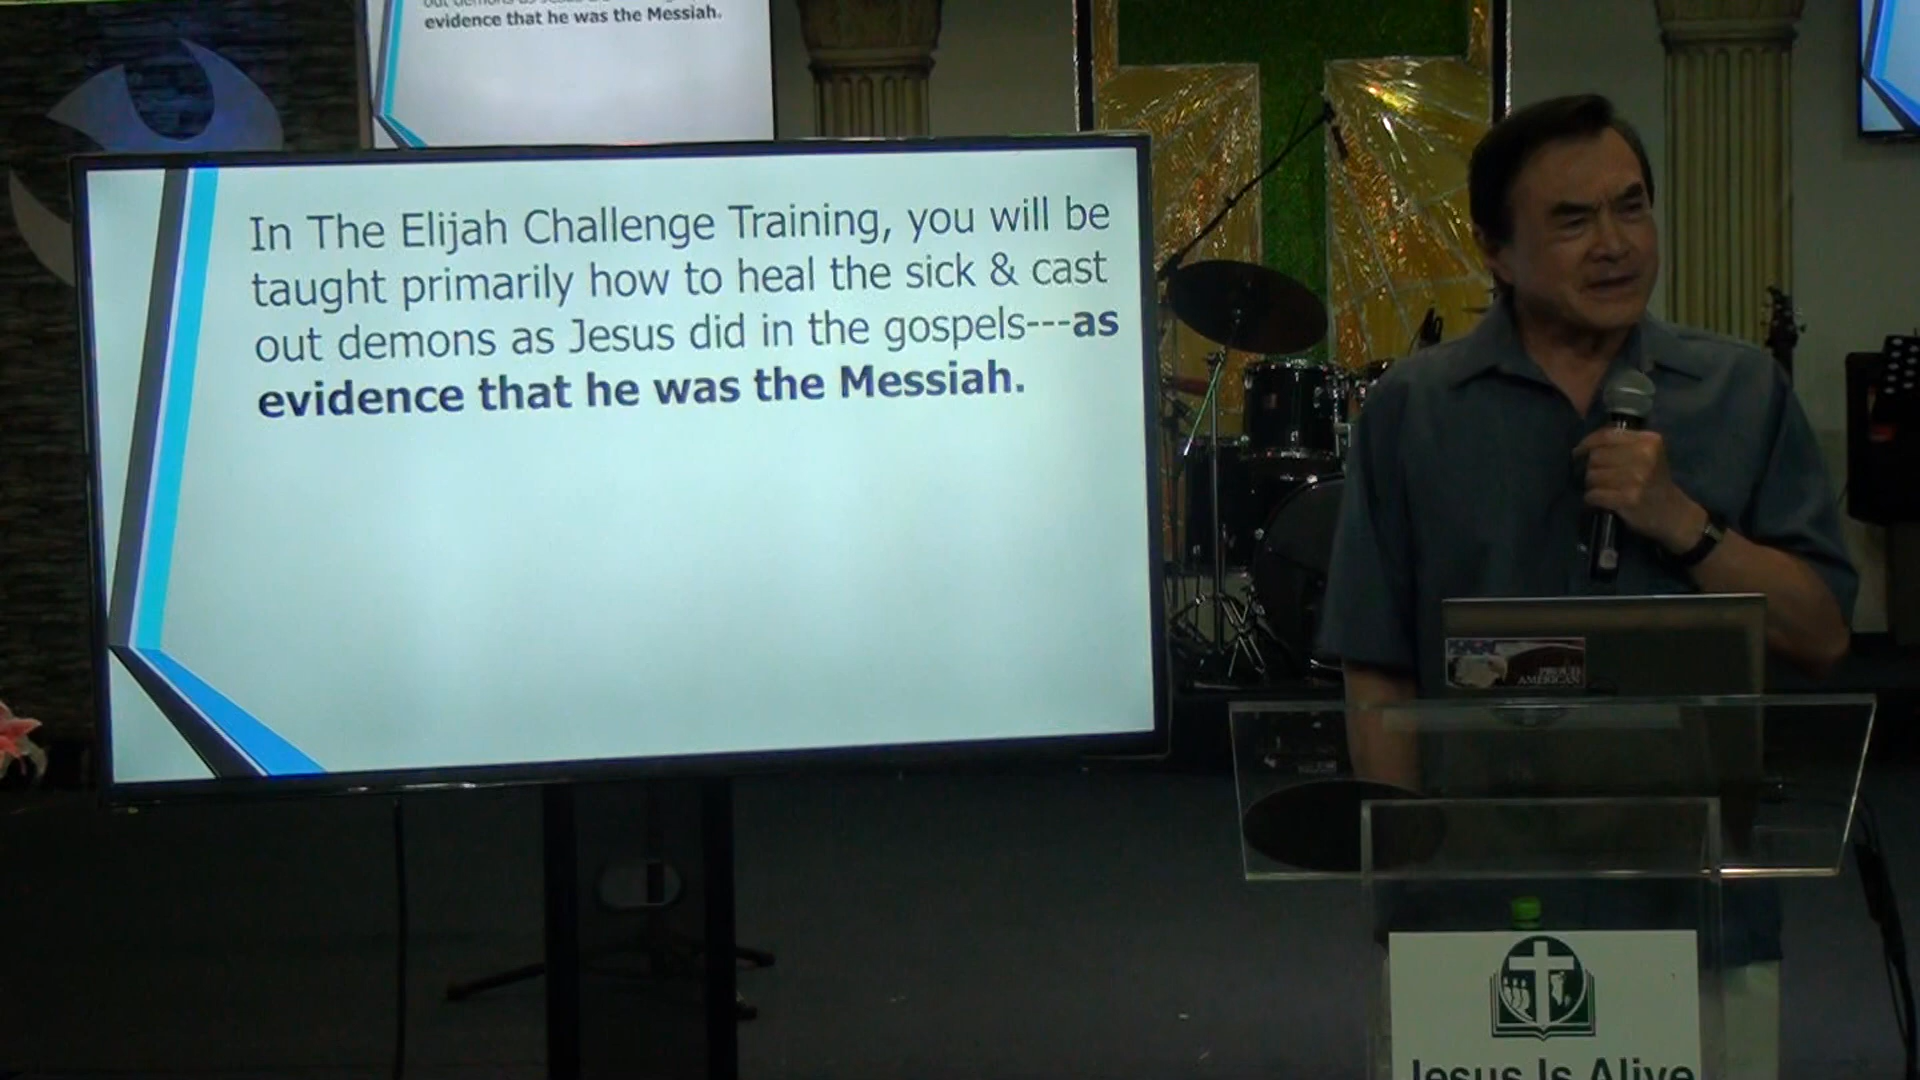 evidence that he was the Messiah.
In The Elijah Challenge Training, you will be
taught primarily how to heal the sick & cast
out demons as Jesus did in the gospels---as
evidence that he was the Messiah.
PROUD
AMERICAN
Jesus Is Alive